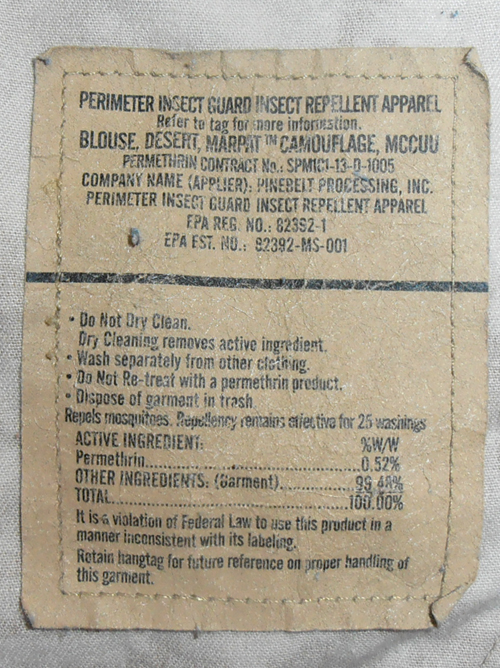 PERIMETER INSECT GUARD INSECT REPELLENT APPAREL
Refer to tag for more information.
BLOUSE, DESERT, MARPAT™ CAMOUFLAGE, MCCUU
PERMETHRIN CONTRACT No.: SPM1C1-13-D-1005
COMPANY NAME (APPLIER): PINEBELT PROCESSING, INC.
PERIMETER INSECT GUARD INSECT REPELLENT APPAREL
EPA REG. NO.: 82392-1
EPA EST. NO.: 82392-MS-001
• Do Not Dry Clean.
Dry Cleaning removes active ingredient.
• Wash separately from other clothing.
• Do Not Re-treat with a permethrin product.
• Dispose of garment in trash
Repels mosquitoes. Repellency remains effective for 25 washings
ACTIVE INGREDIENT: %W/W
Permethrin....................................0.52%
OTHER INGREDIENTS: (Garment)..............99.48%
TOTAL..........................................100.00%
It is a violation of Federal Law to use this product in a
manner inconsistent with its labeling.
Retain hangtag for future reference on proper handling of
this garment.